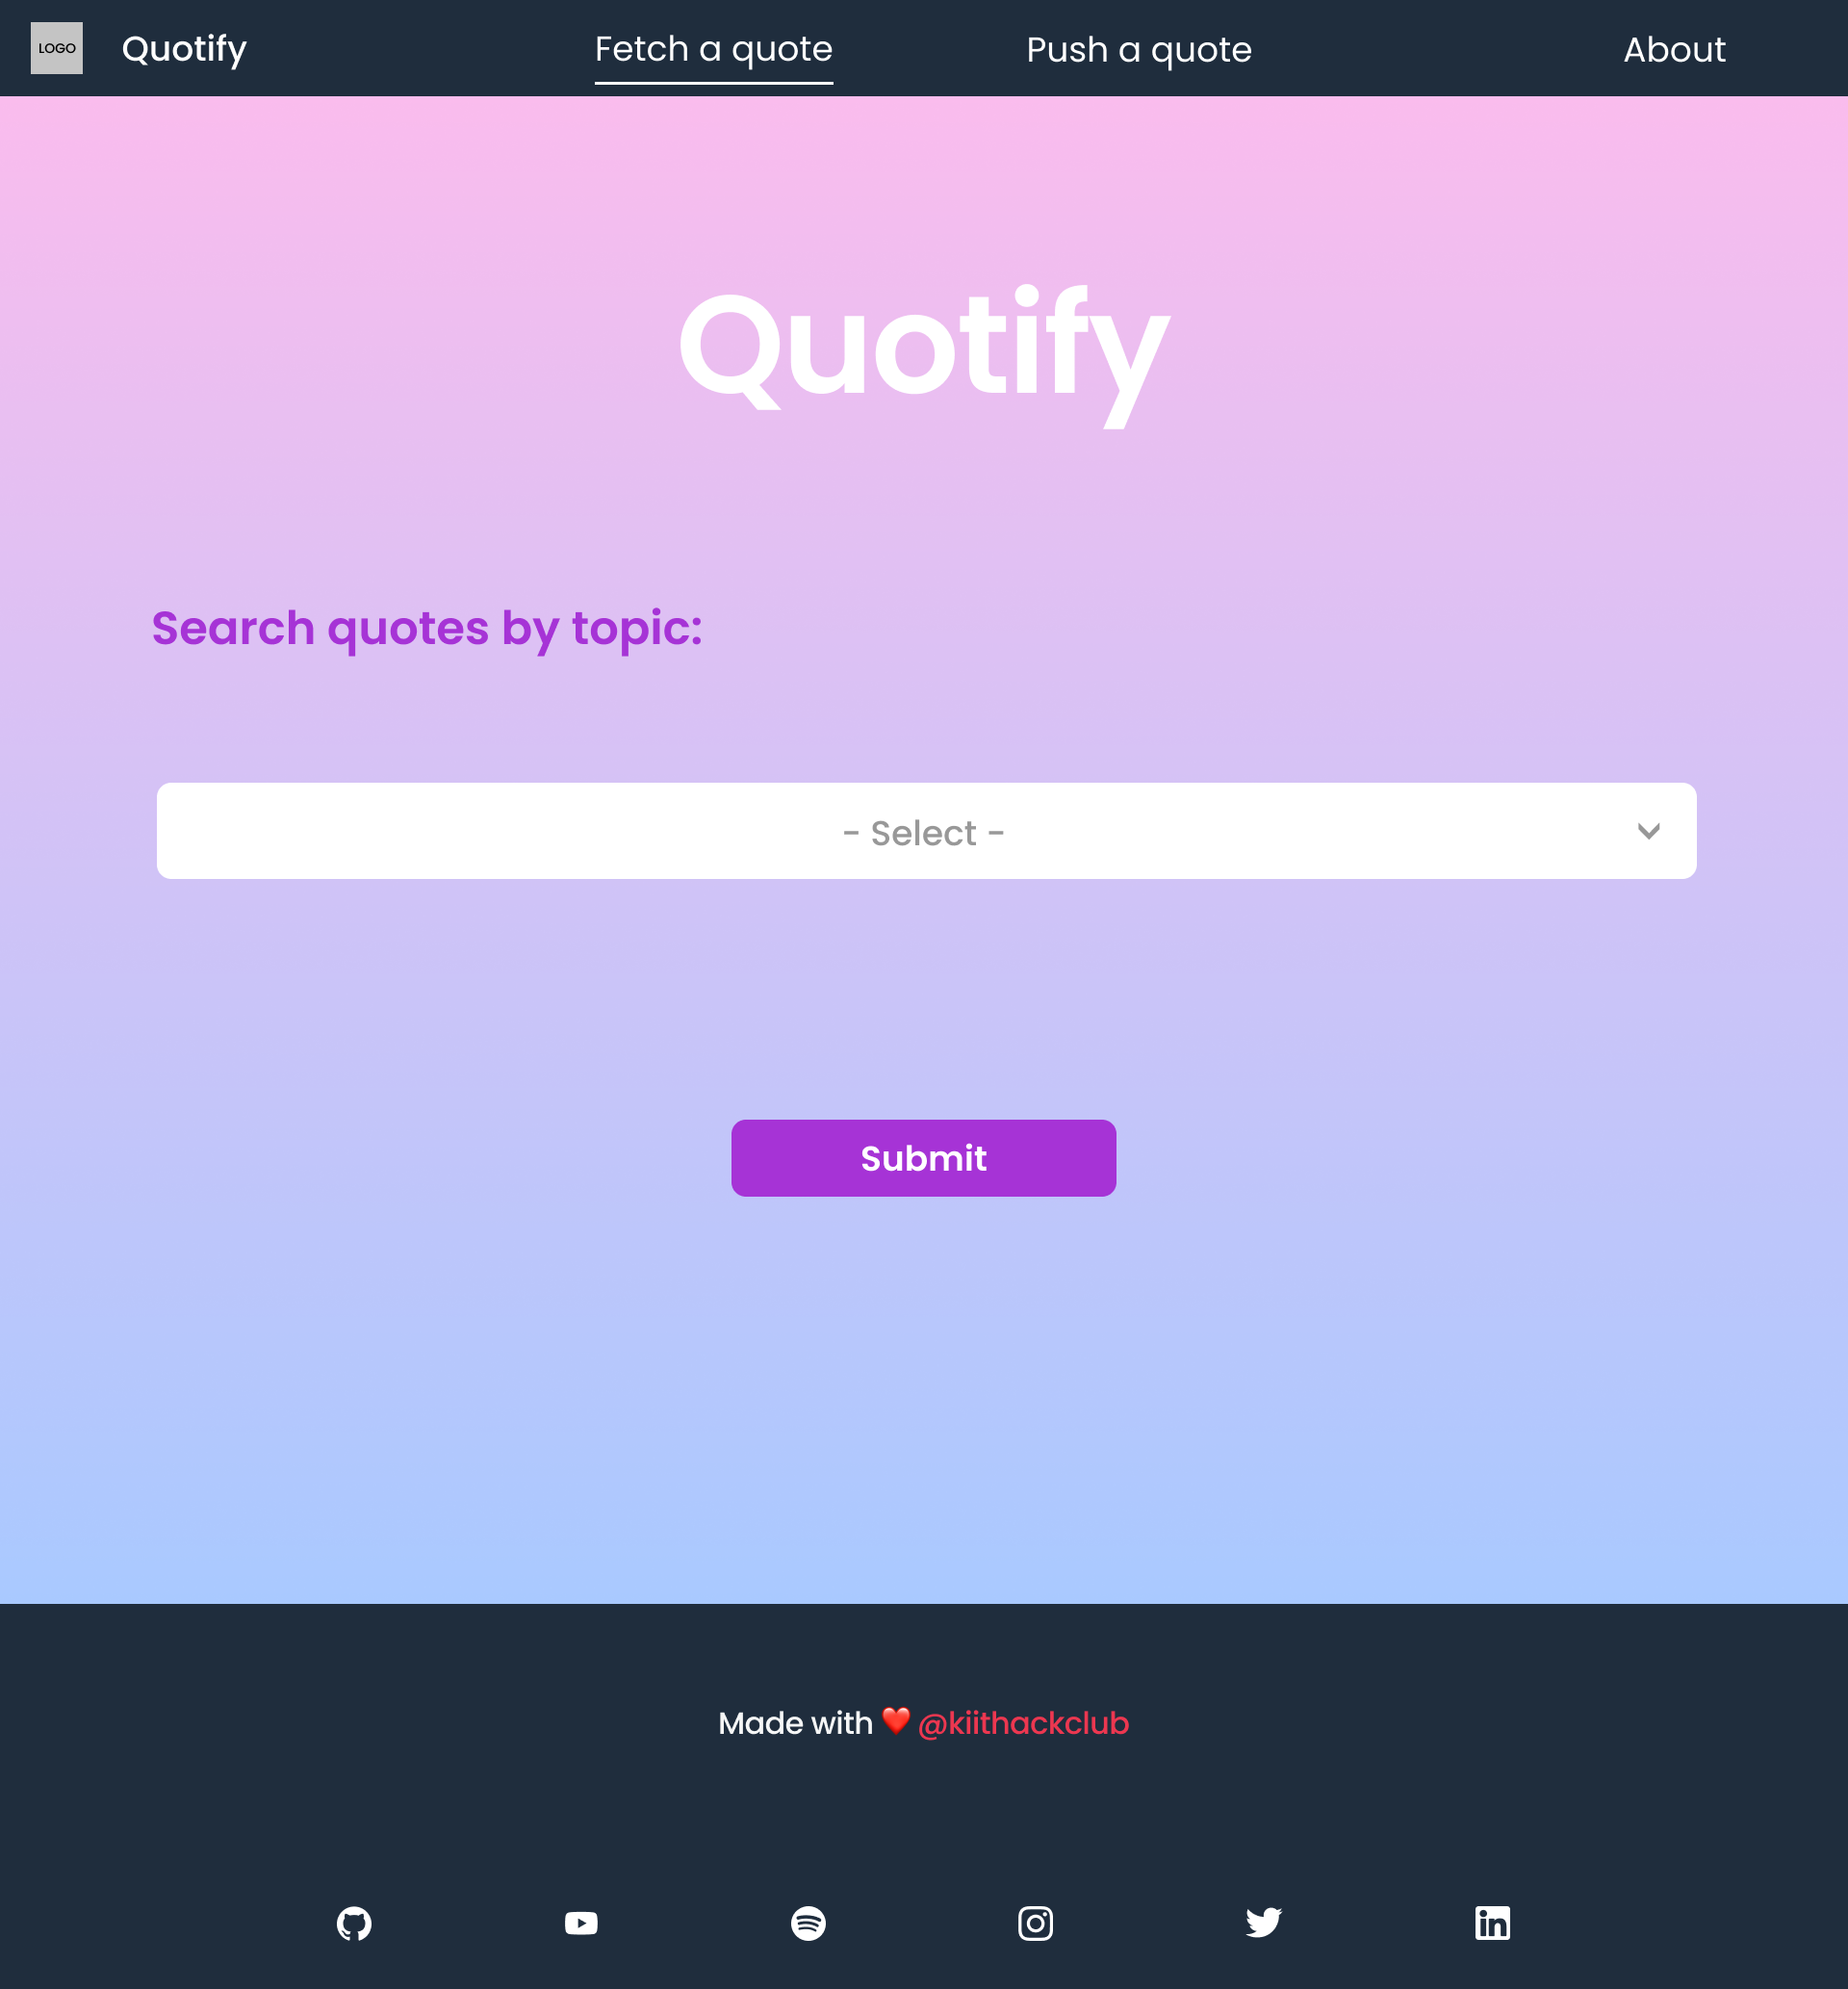 LOGO Quotify Fetch a quote Push a quote About
Quotify
Search quotes by topic:
- Select -
Submit
Made with ❤️ @kiithackclub